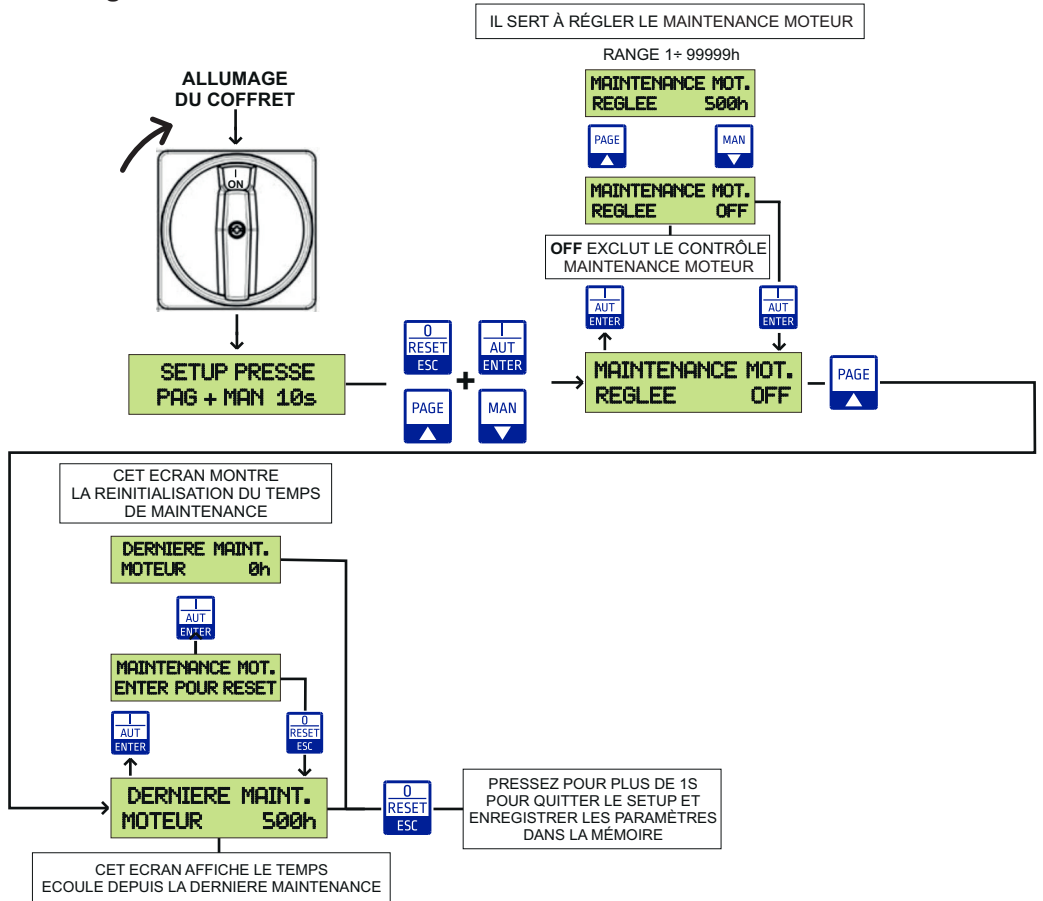 IL SERT À RÉGLER LE MAINTENANCE MOTEUR
RANGE 1÷ 99999h
MAINTENANCE MOT.
REGLEE 500h
PAGE
MAN
MAINTENANCE MOT.
REGLEE OFF
OFF EXCLUT LE CONTRÔLE
MAINTENANCE MOTEUR
ALLUMAGE
DU COFFRET
I
ON
I
AUT
ENTER
I
AUT
ENTER
SETUP PRESSE
PAG + MAN 10s
0
RESET
ESC
+
I
AUT
ENTER
PAGE
MAN
MAINTENANCE MOT.
REGLEE OFF
PAGE
CET ECRAN MONTRE
LA REINITIALISATION DU TEMPS
DE MAINTENANCE
DERNIERE MAINT.
MOTEUR 0h
I
AUT
ENTER
MAINTENANCE MOT.
ENTER POUR RESET
I
AUT
ENTER
0
RESET
ESC
DERNIERE MAINT.
MOTEUR 500h
0
RESET
ESC
PRESSEZ POUR PLUS DE 1S
POUR QUITTER LE SETUP ET
ENREGISTRER LES PARAMÈTRES
DANS LA MÉMOIRE
CET ECRAN AFFICHE LE TEMPS
ECOULE DEPUIS LA DERNIERE MAINTENANCE